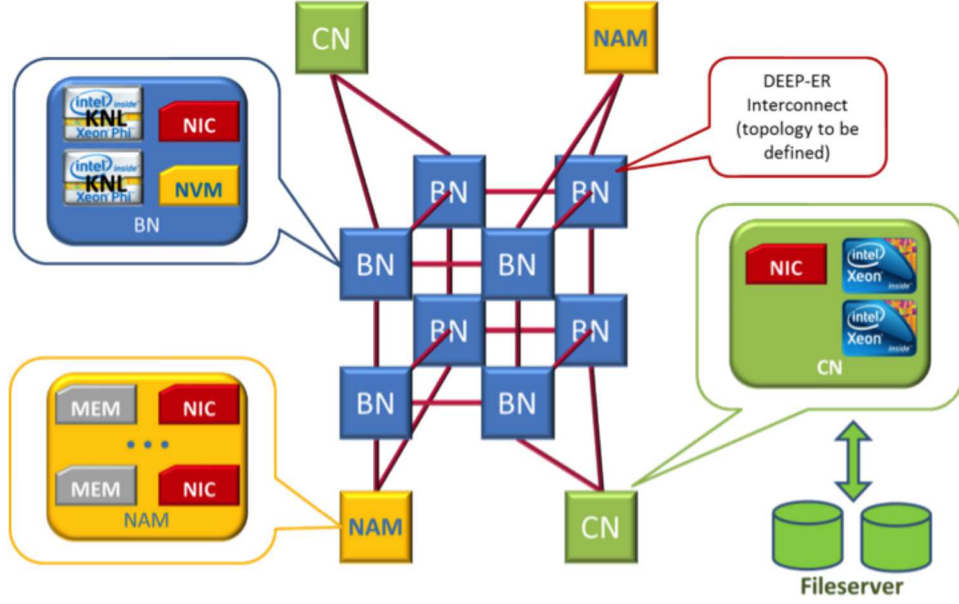 CN
NAM
intel inside
KNL
Xeon Phi
NIC
intel inside
KNL
Xeon Phi
NVM
BN
DEEP-ER
Interconnect
(topology to be
defined)
BN
BN
BN
BN
BN
BN
BN
BN
NIC
intel
Xeon
inside
intel
Xeon
inside
CN
MEM
NIC
...
MEM
NIC
NAM
NAM
CN
Fileserver